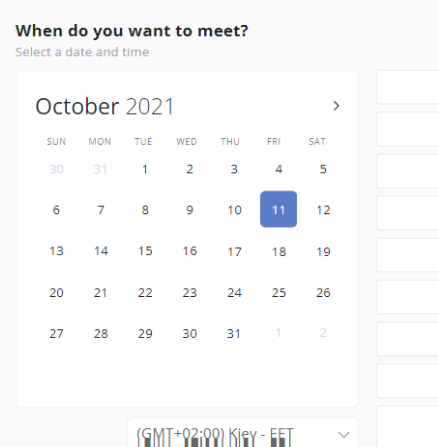 When do you want to meet?
Select a date and time
October 2021
SUN MON TUE WED THU FRI SAT
30 31 1 2 3 4 5
6 7 8 9 10 11 12
13 14 15 16 17 18 19
20 21 22 23 24 25 26
27 28 29 30 31 1 2
(GMT+02:00) Kiev - EET